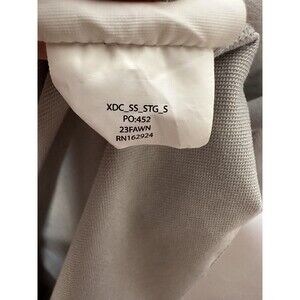 XDC_SS_STG_S
PO:452
23FAWN
RN162924